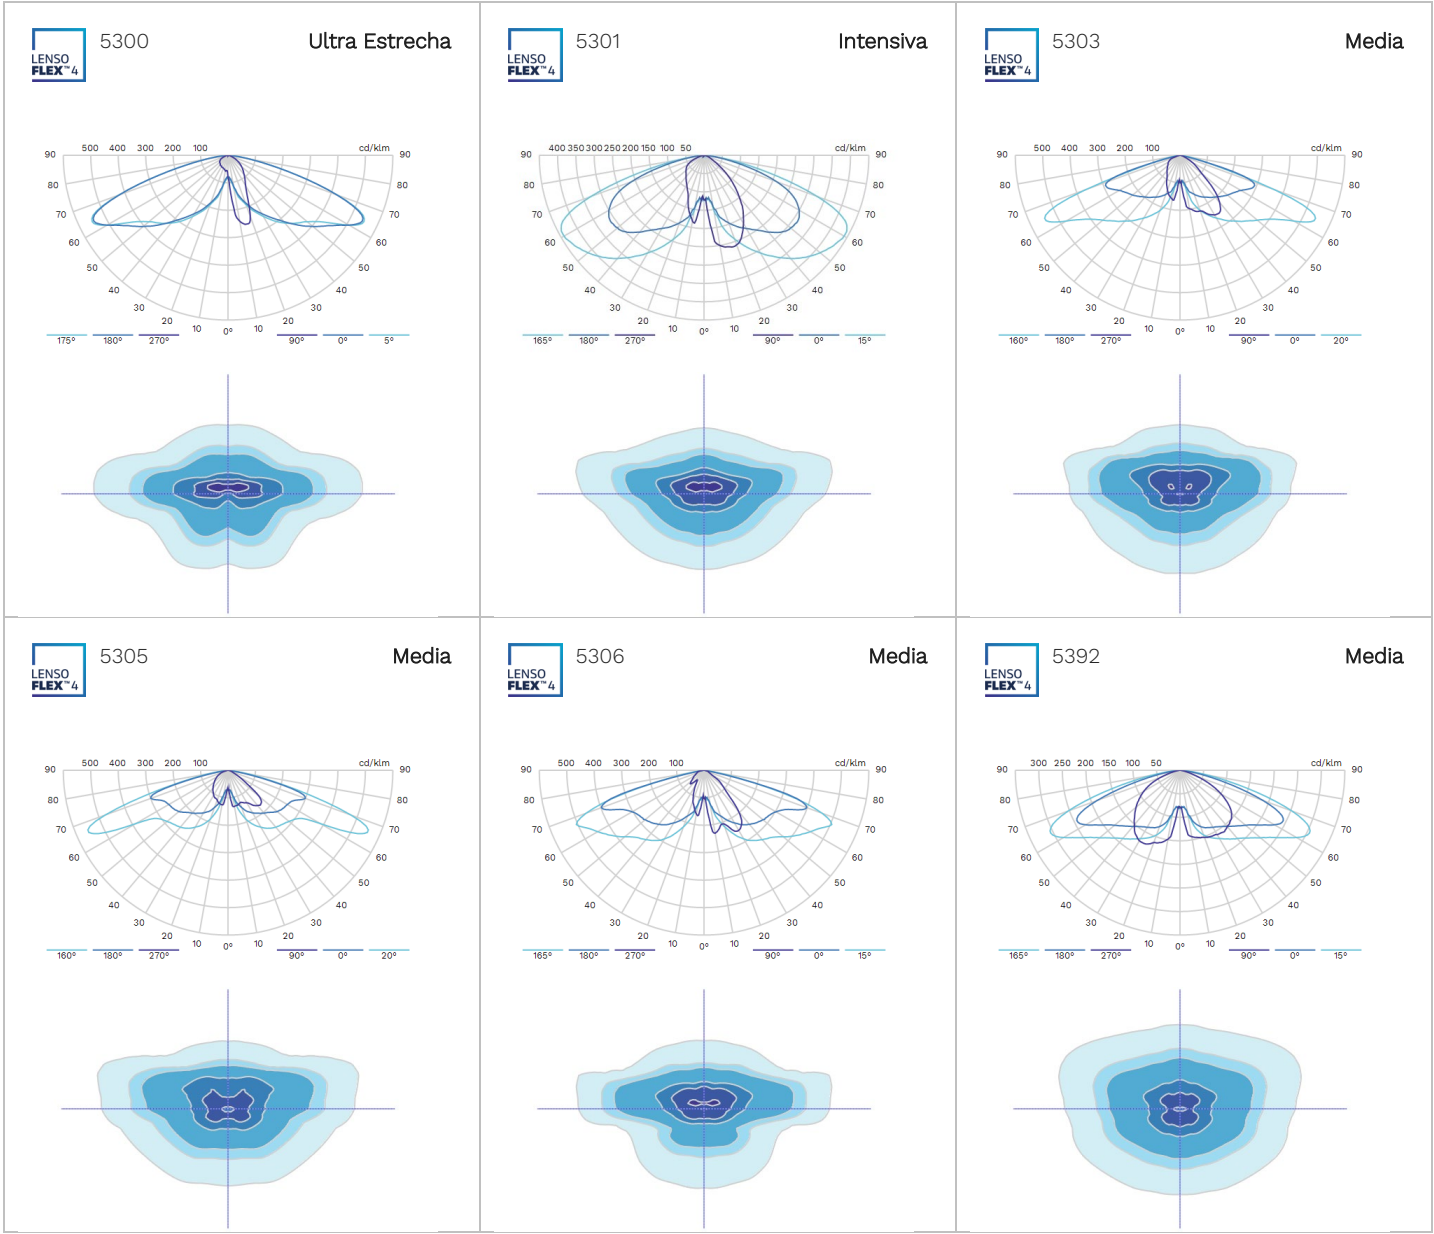 5300 Ultra Estrecha
LENSO
FLEX™4
500 400 300 200 100 cd/klm
90 90
80 80
70 70
60 60
50 50
40 40
30 30
20 20
10 0° 10
175° 180° 270° 90° 0° 5°
5301 Intensiva
LENSO
FLEX™4
400 350 300 250 200 150 100 50 cd/klm
90 90
80 80
70 70
60 60
50 50
40 40
30 30
20 20
10 0° 10
165° 180° 270° 90° 0° 15°
5303 Media
LENSO
FLEX™4
500 400 300 200 100 cd/klm
90 90
80 80
70 70
60 60
50 50
40 40
30 30
20 20
10 0° 10
160° 180° 270° 90° 0° 20°
5305 Media
LENSO
FLEX™4
500 400 300 200 100 cd/klm
90 90
80 80
70 70
60 60
50 50
40 40
30 30
20 20
10 0° 10
160° 180° 270° 90° 0° 20°
5306 Media
LENSO
FLEX™4
500 400 300 200 100 cd/klm
90 90
80 80
70 70
60 60
50 50
40 40
30 30
20 20
10 0° 10
165° 180° 270° 90° 0° 15°
5392 Media
LENSO
FLEX™4
300 250 200 150 100 50 cd/klm
90 90
80 80
70 70
60 60
50 50
40 40
30 30
20 20
10 0° 10
165° 180° 270° 90° 0° 15°